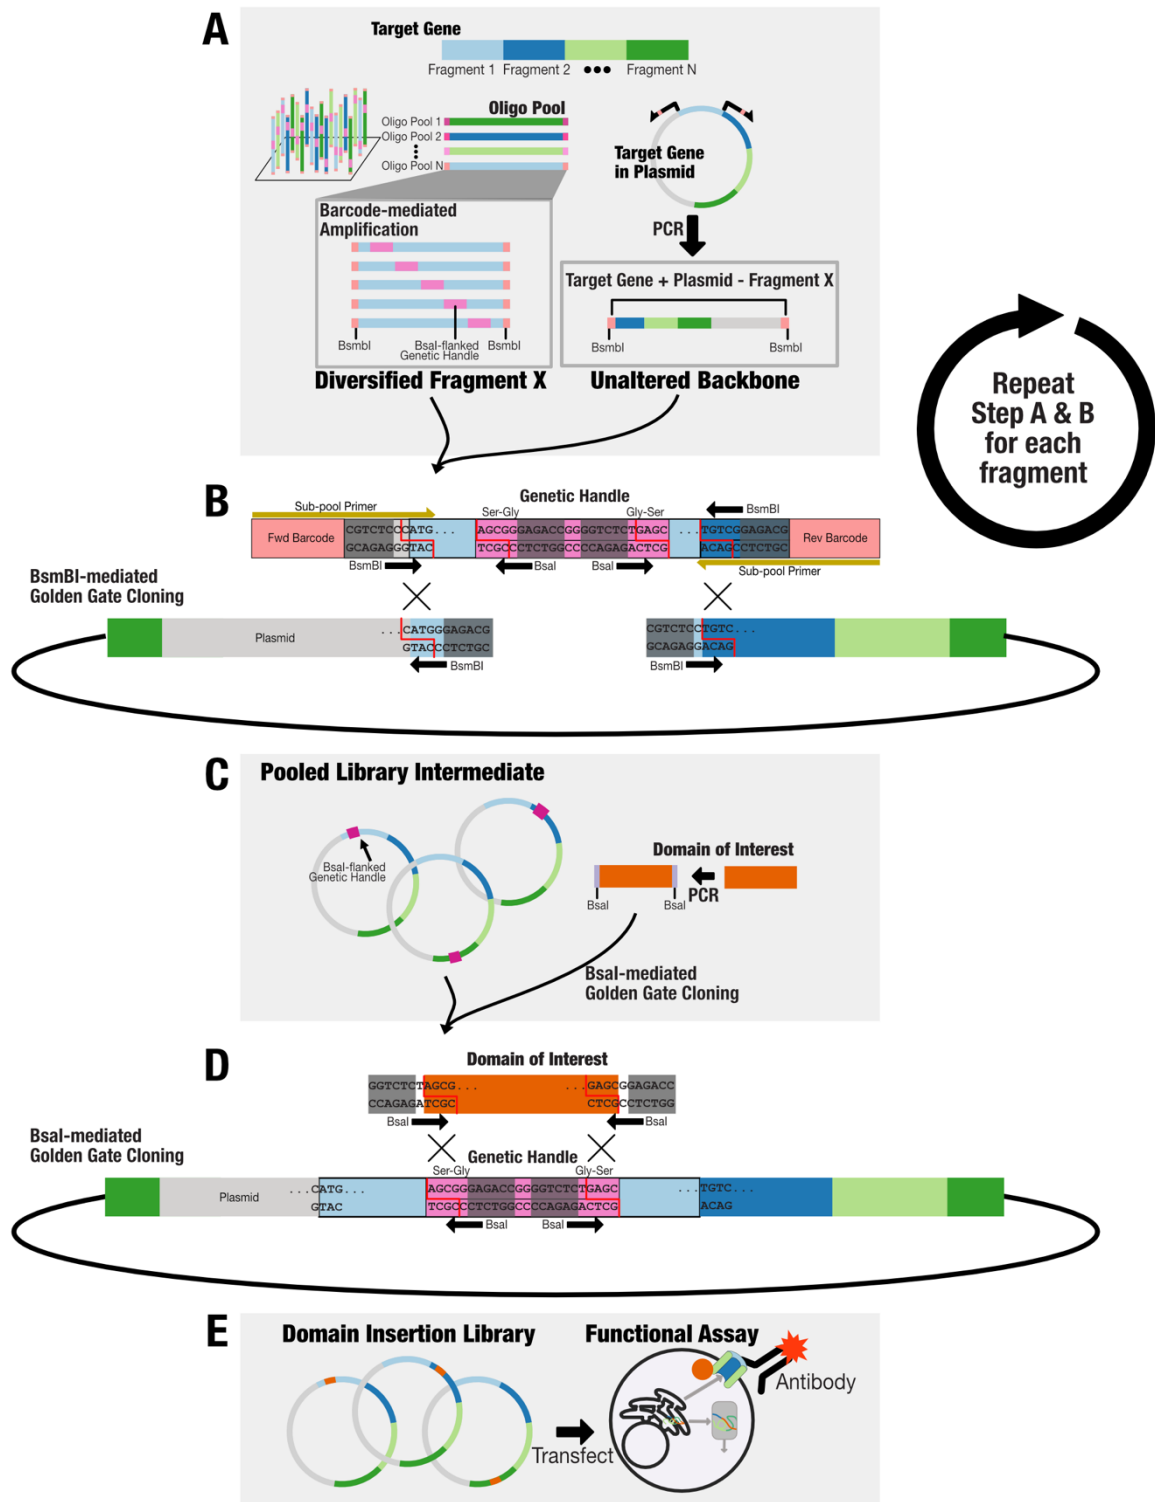 A
Target Gene
Fragment 1 Fragment 2 ••• Fragment N
Oligo Pool
Oligo Pool 1
Oligo Pool 2
Oligo Pool N
Target Gene
in Plasmid
Barcode-mediated
Amplification
PCR
Target Gene + Plasmid - Fragment X
BsmbI BsaI-flanked BsmbI
Genetic Handle
BsmbI BsmbI
Diversified Fragment X Unaltered Backbone
Repeat
Step A & B
for each
fragment
B
Genetic Handle
Sub-pool Primer Ser-Gly Gly-Ser BsmBI
Fwd Barcode CGTCTCCCATG... AGCGGGAGACCGGGGTCTCTGAGC ...TGTCGGAGACG Rev Barcode
GCAGAGGGTAC TCGCCCTCTGGCCCCAGAGACTCG ACAGCCTCTGC
BsmBI BsaI BsaI Sub-pool Primer
BsmBI-mediated
Golden Gate Cloning
Plasmid ...CATGGGAGACG CGTCTCCTGTC...
GTACCCTCTGC GCAGAGGACAG
BsmBI BsmBI
C
Pooled Library Intermediate
BsaI-flanked
Genetic Handle
Domain of Interest
BsaI BsaI PCR
BsaI-mediated
Golden Gate Cloning
D
Domain of Interest
GGTCTCTAGCG... ...GAGCGGAGACC
CCAGAGATCGC CTCGCCTCTGG
BsaI BsaI
BsaI-mediated
Golden Gate Cloning
Genetic Handle
Ser-Gly Gly-Ser
Plasmid ...CATG... AGCGGGAGACCGGGGTCTCTGAGC ...TGTC...
GTAC TCGCCCTCTGGCCCCAGAGACTCG ACAG
BsaI BsaI
E
Domain Insertion Library Functional Assay
Antibody
Transfect